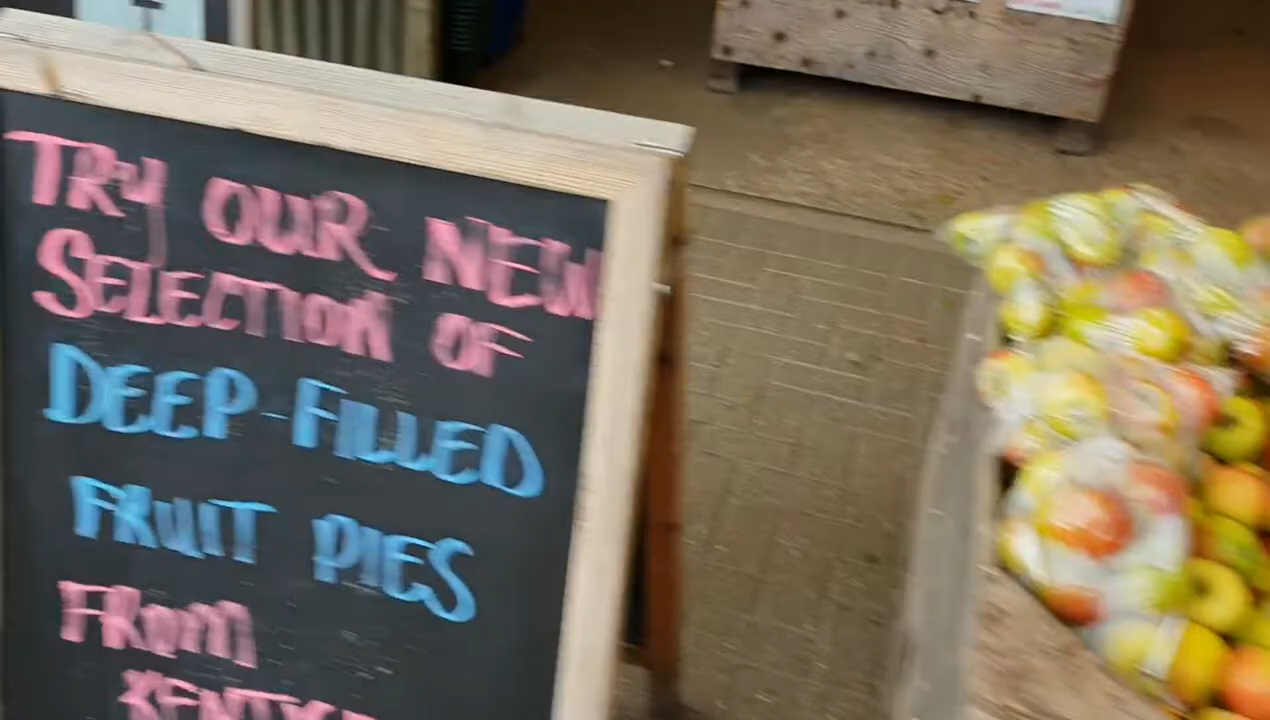 TRY OUR NEW
SELECTION OF
DEEP-FILLED
FRUIT PIES
FROM